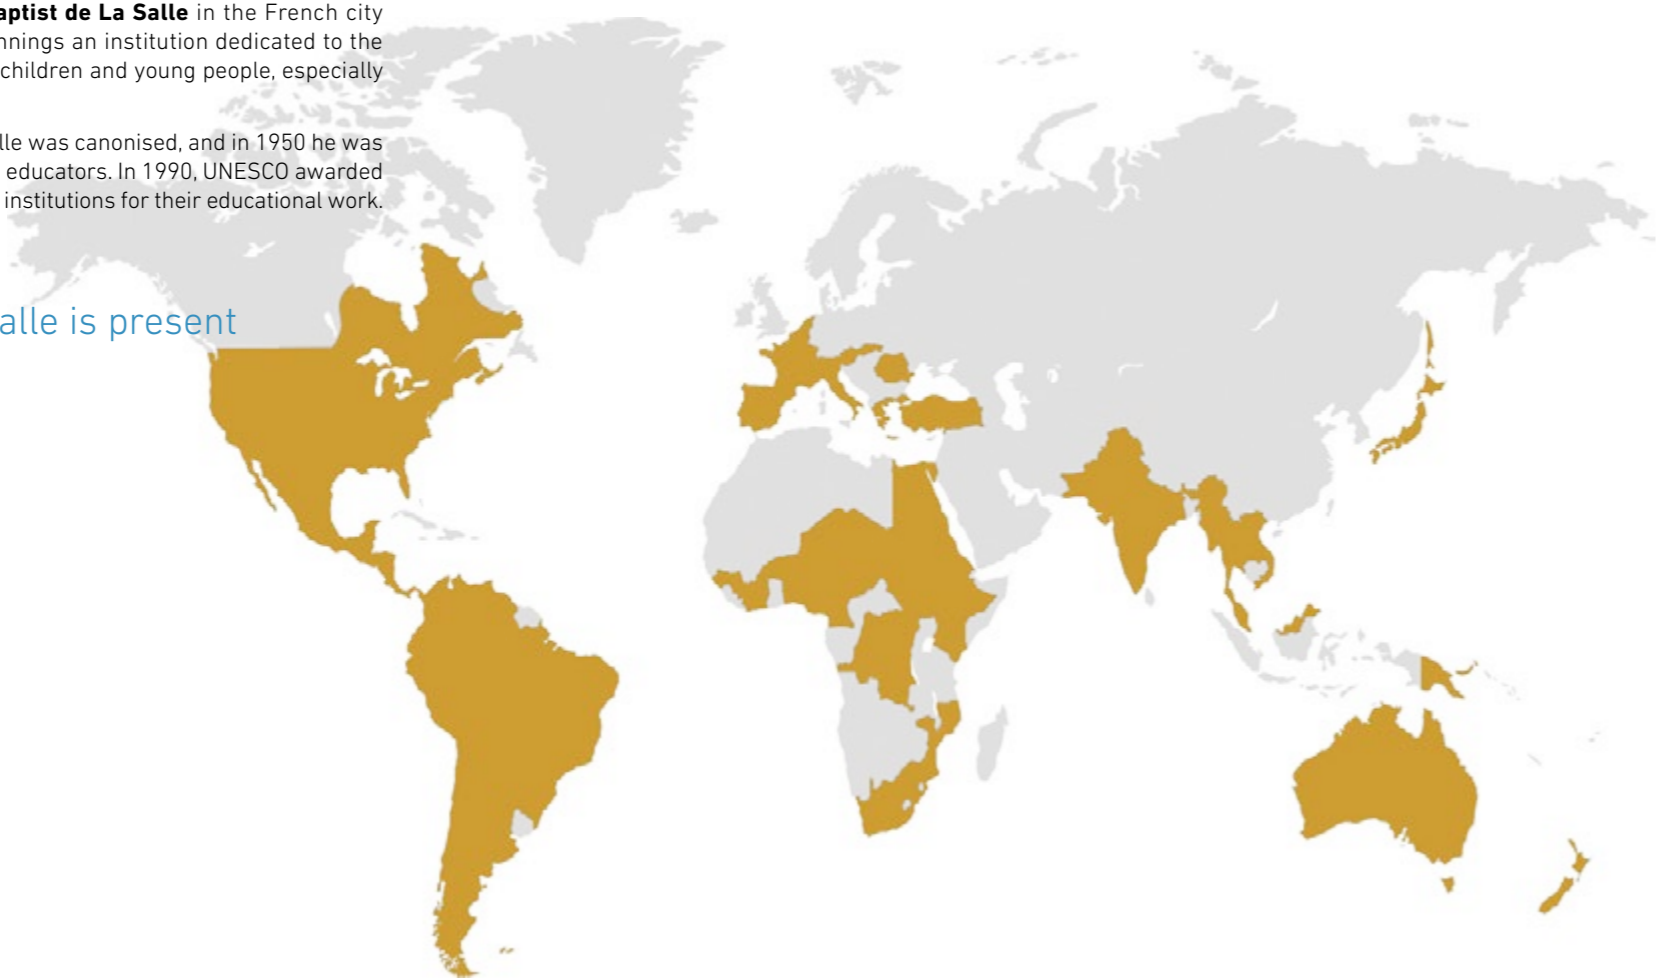 aptist de La Salle in the French city
nnings an institution dedicated to the
children and young people, especially
lle was canonised, and in 1950 he was
educators. In 1990, UNESCO awarded
institutions for their educational work.
alle is present